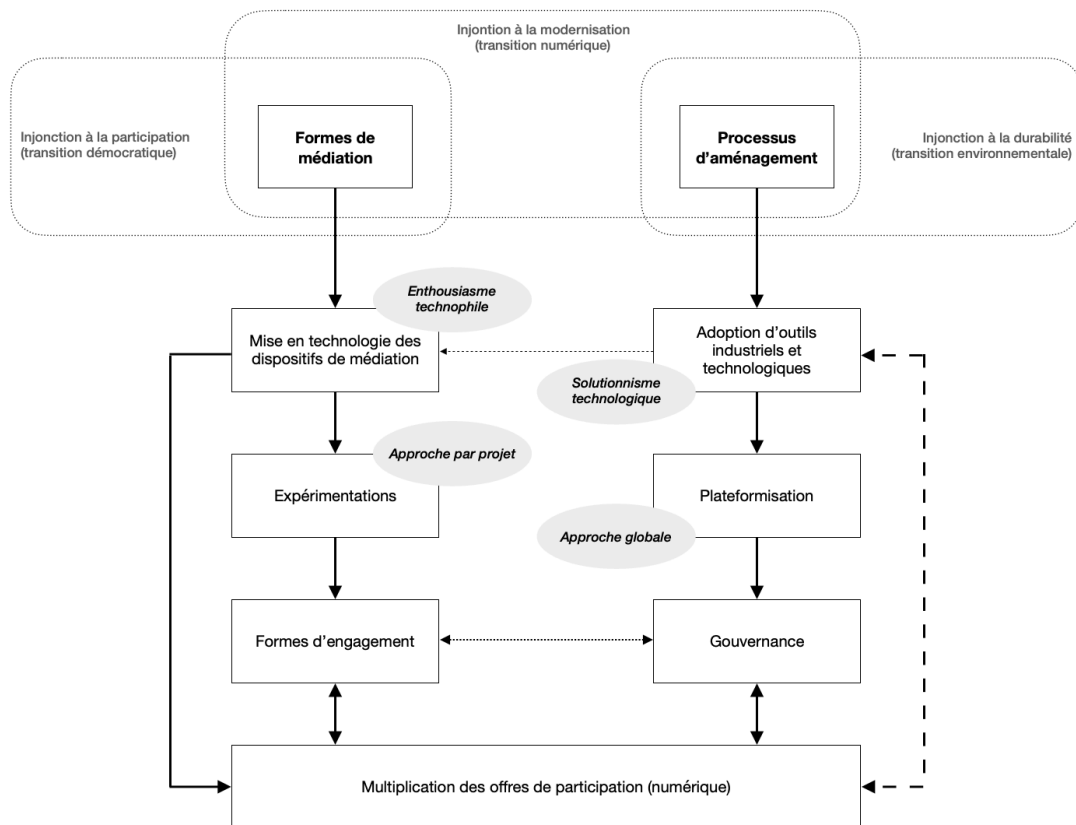 Injontion à la modernisation
(transition numérique)
Injonction à la participation
(transition démocratique)
Formes de
médiation
Processus
d’aménagement
Injonction à la durabilité
(transition environnementale)
Enthousiasme
technophile
Mise en technologie des
dispositifs de médiation
Adoption d’outils
industriels et
technologiques
Solutionnisme
technologique
Approche par projet
Expérimentations
Plateformisation
Approche globale
Formes d’engagement
Gouvernance
Multiplication des offres de participation (numérique)